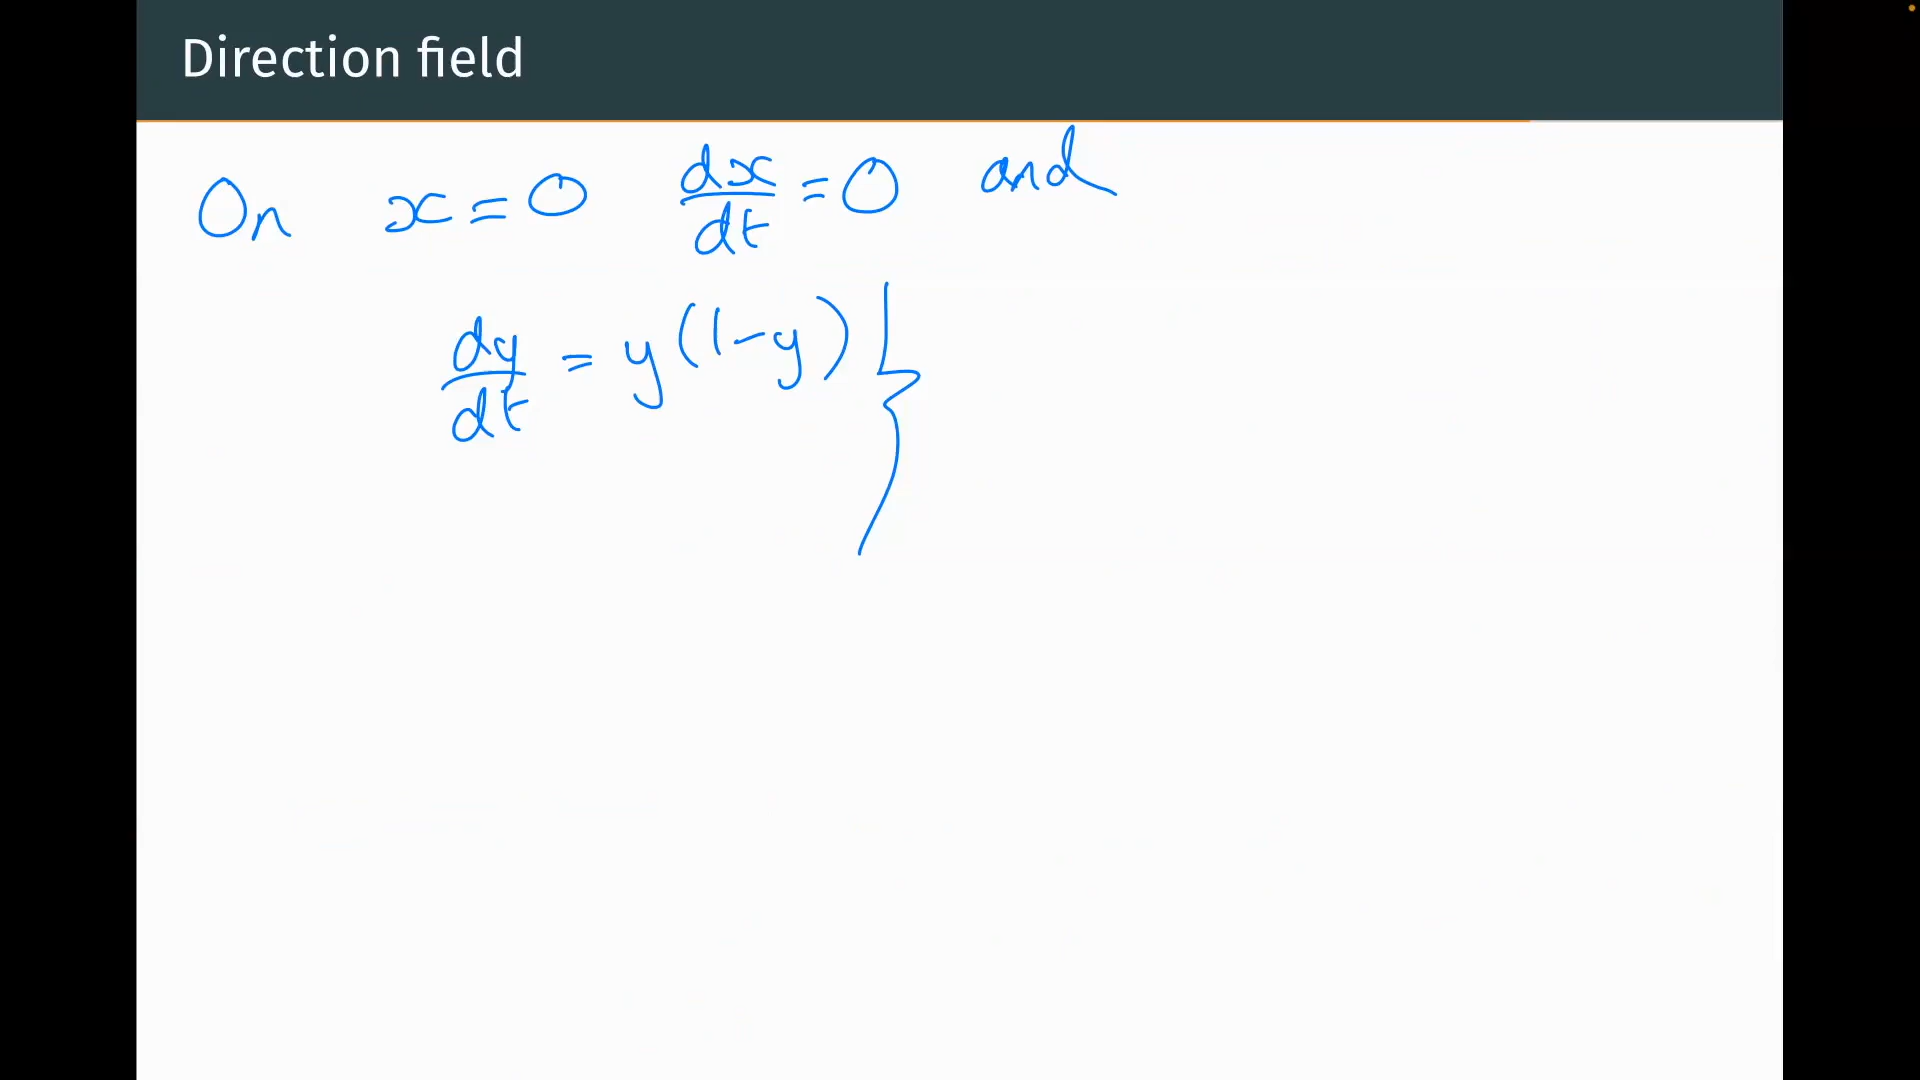 Direction field
On x = 0 dx/dt = 0 and
dy/dt = y(1-y) }